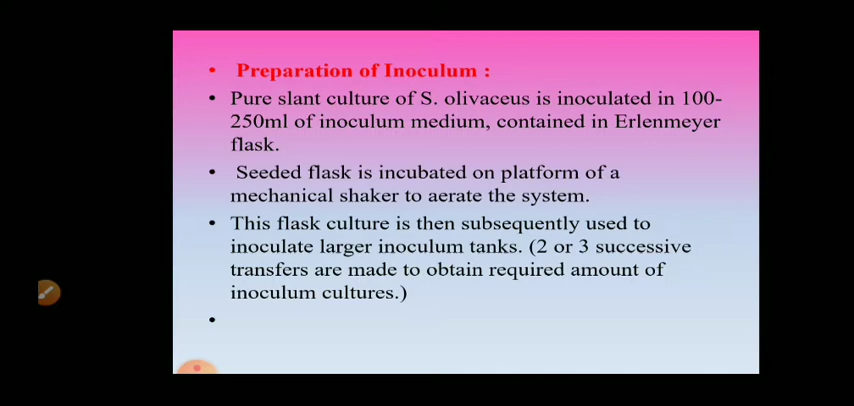 • Preparation of Inoculum :
• Pure slant culture of S. olivaceus is inoculated in 100-
250ml of inoculum medium, contained in Erlenmeyer
flask.
• Seeded flask is incubated on platform of a
mechanical shaker to aerate the system.
• This flask culture is then subsequently used to
inoculate larger inoculum tanks. (2 or 3 successive
transfers are made to obtain required amount of
inoculum cultures.)
•